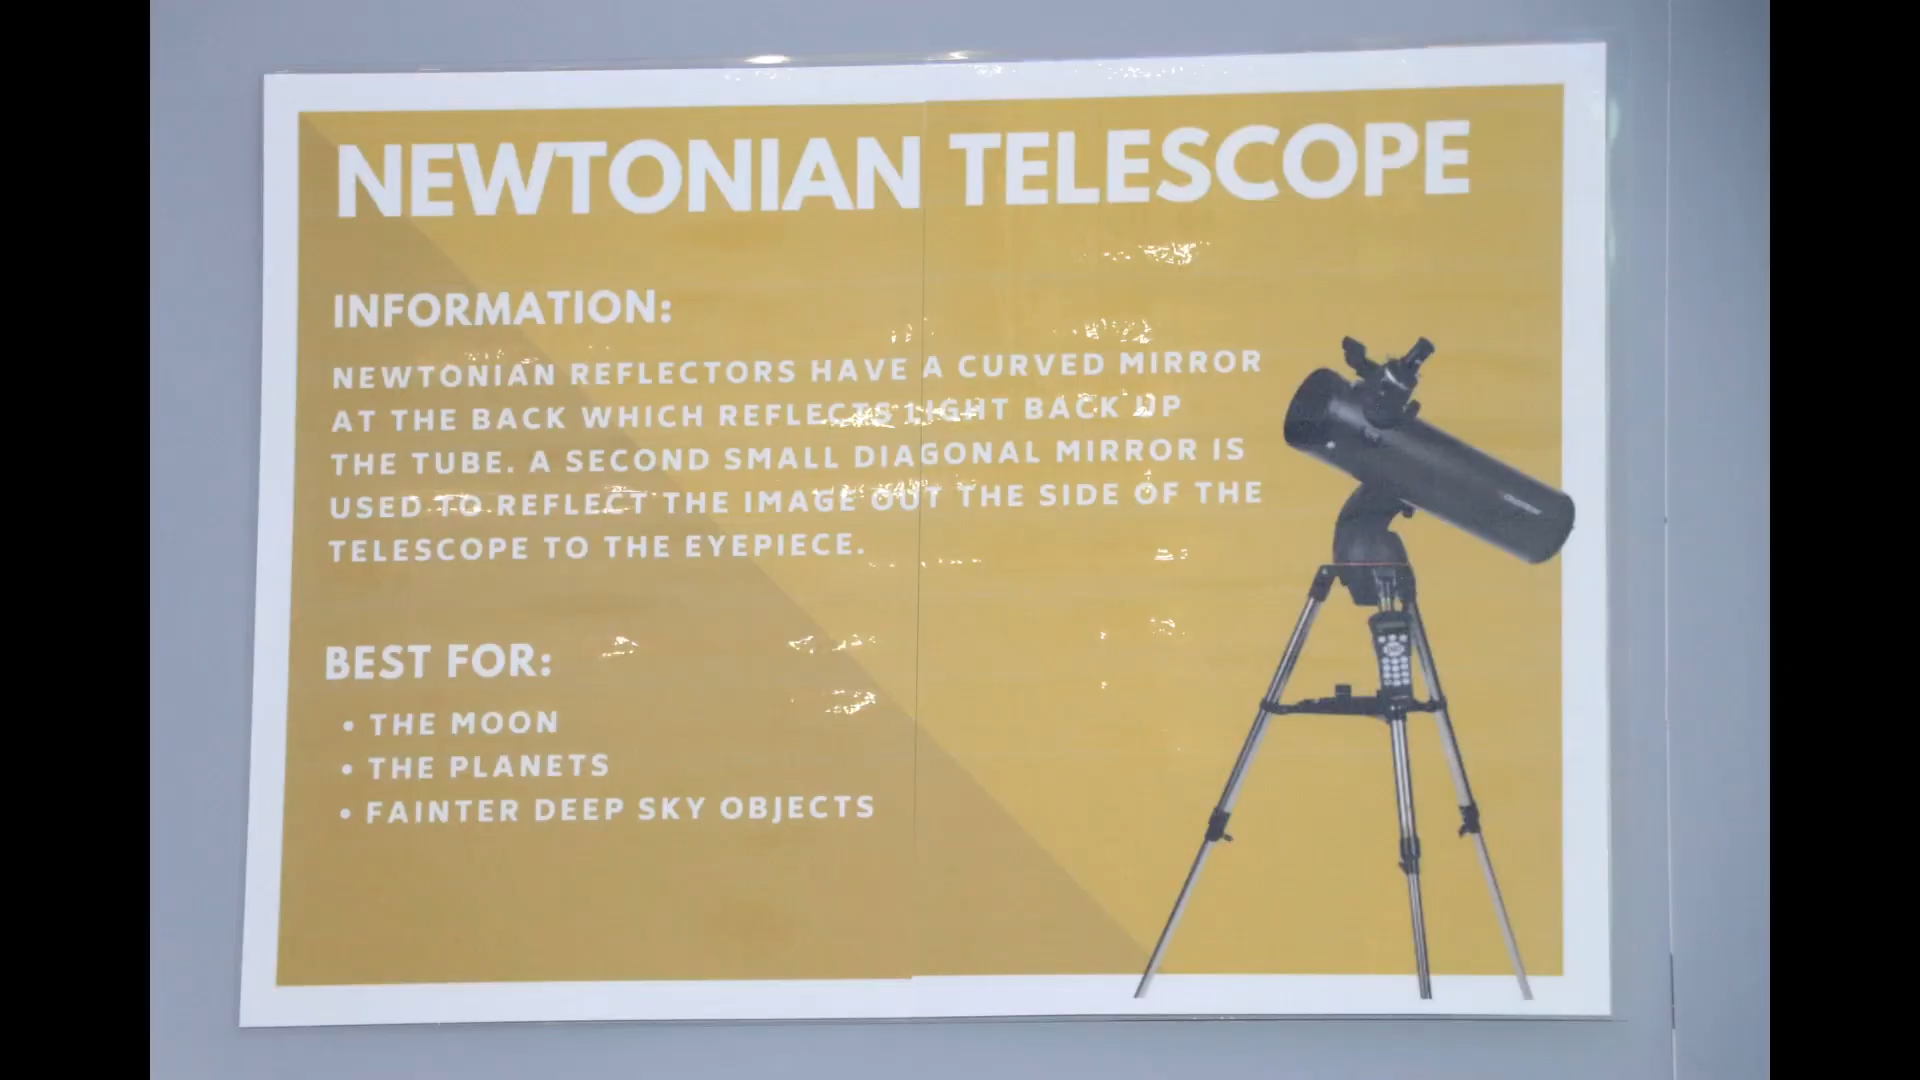 NEWTONIAN TELESCOPE
INFORMATION:
NEWTONIAN REFLECTORS HAVE A CURVED MIRROR
AT THE BACK WHICH REFLECTS LIGHT BACK UP
THE TUBE. A SECOND SMALL DIAGONAL MIRROR IS
USED TO REFLECT THE IMAGE OUT THE SIDE OF THE
TELESCOPE TO THE EYEPIECE.
BEST FOR:
• THE MOON
• THE PLANETS
• FAINTER DEEP SKY OBJECTS